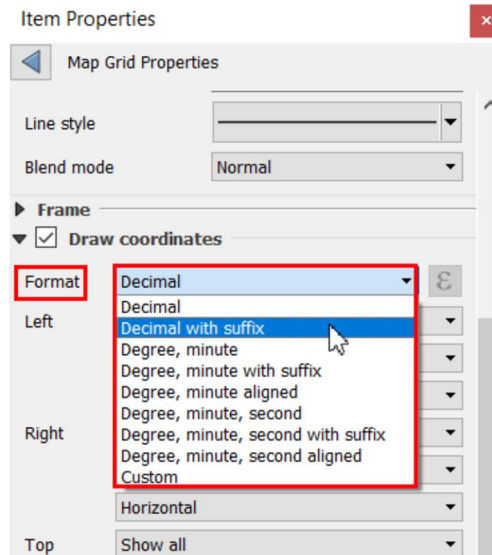 Item Properties
×
Map Grid Properties
Line style
Blend mode Normal
Frame
Draw coordinates
Format Decimal ε
Decimal
Left Decimal with suffix
Degree, minute
Degree, minute with suffix
Degree, minute aligned
Degree, minute, second
Right Degree, minute, second with suffix
Degree, minute, second aligned
Custom
Horizontal
Top Show all